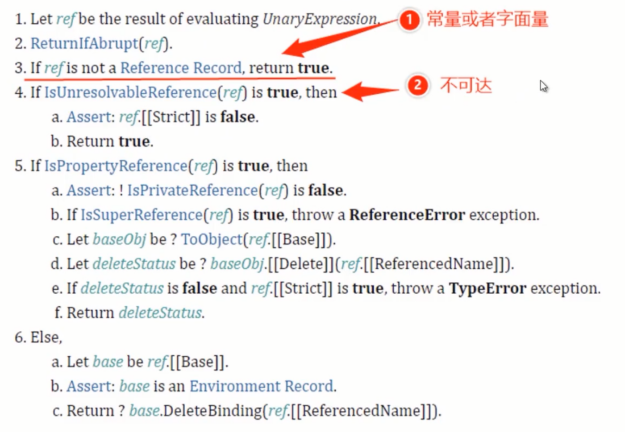 1. Let ref be the result of evaluating UnaryExpression.
1 常量或者字面量
2. ReturnIfAbrupt(ref).
3. If ref is not a Reference Record, return true.
4. If IsUnresolvableReference(ref) is true, then
2 不可达
a. Assert: ref.[[Strict]] is false.
b. Return true.
5. If IsPropertyReference(ref) is true, then
a. Assert: ! IsPrivateReference(ref) is false.
b. If IsSuperReference(ref) is true, throw a ReferenceError exception.
c. Let baseObj be ? ToObject(ref.[[Base]]).
d. Let deleteStatus be ? baseObj.[[Delete]](ref.[[ReferencedName]]).
e. If deleteStatus is false and ref.[[Strict]] is true, throw a TypeError exception.
f. Return deleteStatus.
6. Else,
a. Let base be ref.[[Base]].
b. Assert: base is an Environment Record.
c. Return ? base.DeleteBinding(ref.[[ReferencedName]]).